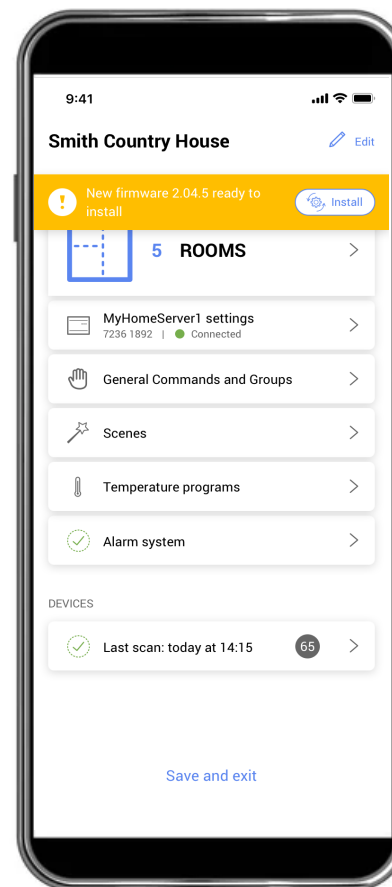 9:41
Smith Country House
Edit
New firmware 2.04.5 ready to
install
Install
5 ROOMS
MyHomeServer1 settings
7236 1892 | Connected
General Commands and Groups
Scenes
Temperature programs
Alarm system
DEVICES
Last scan: today at 14:15 65
Save and exit